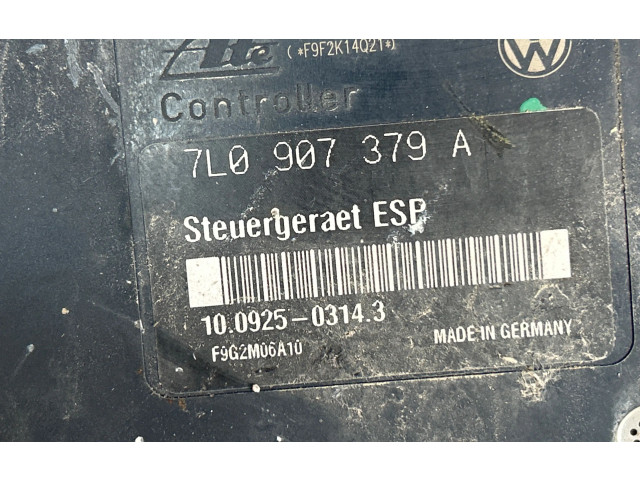 Ate
(*F9F2K14Q21*)
Controller
7L0 907 379 A
Steuergeraet ESP
10.0925-0314.3
MADE IN GERMANY
F9G2M06A10